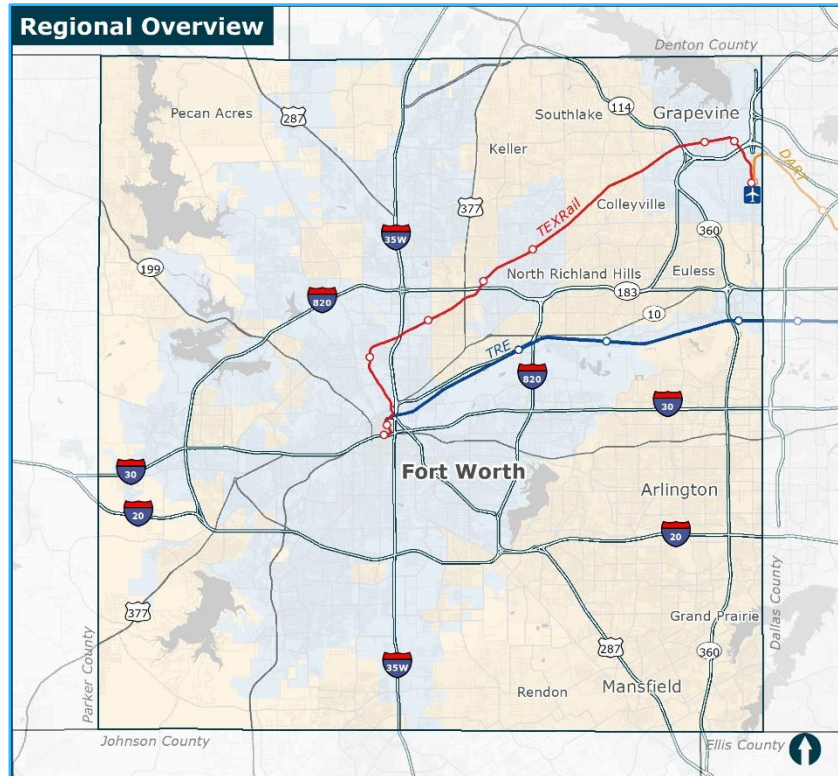 Regional Overview
Denton County
Pecan Acres
287
Southlake
114
Grapevine
Keller
DART
377
TEXRail
Colleyville
35W
360
199
North Richland Hills
Euless
820
183
10
TRE
820
30
30
Fort Worth
20
Arlington
20
377
Grand Prairie
Dallas County
Parker County
35W
287
360
Rendon
Mansfield
Johnson County
Ellis County